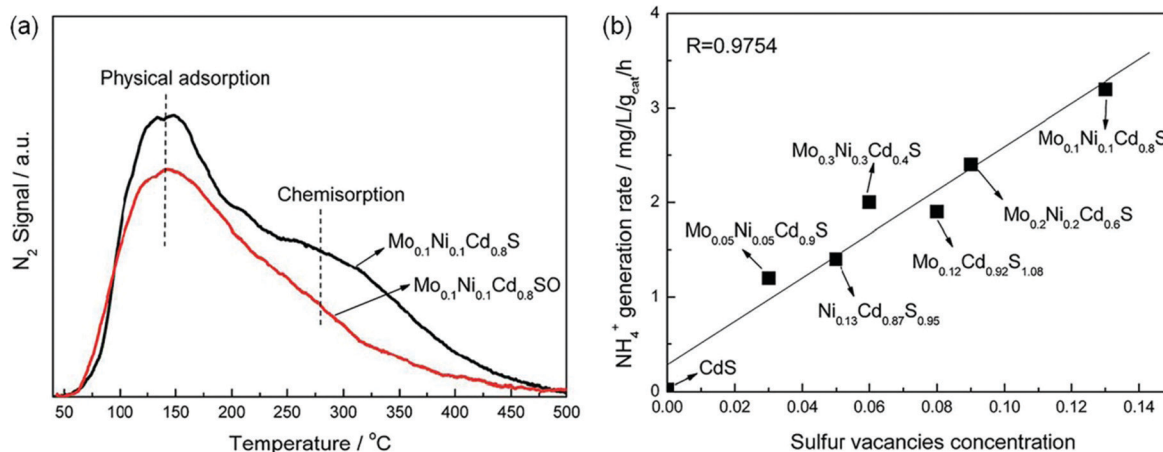 (a)
Physical adsorption
Chemisorption
Mo0.1Ni0.1Cd0.8S
Mo0.1Ni0.1Cd0.8SO
N2 Signal / a.u.
50 100 150 200 250 300 350 400 450 500
Temperature / °C
(b)
R=0.9754
4
3
2
1
0
NH4+ generation rate / mg/L/gcat/h
Mo0.1Ni0.1Cd0.8S
Mo0.3Ni0.3Cd0.4S
Mo0.2Ni0.2Cd0.6S
Mo0.05Ni0.05Cd0.9S
Mo0.12Cd0.92S1.08
Ni0.13Cd0.87S0.95
CdS
0.00 0.02 0.04 0.06 0.08 0.10 0.12 0.14
Sulfur vacancies concentration